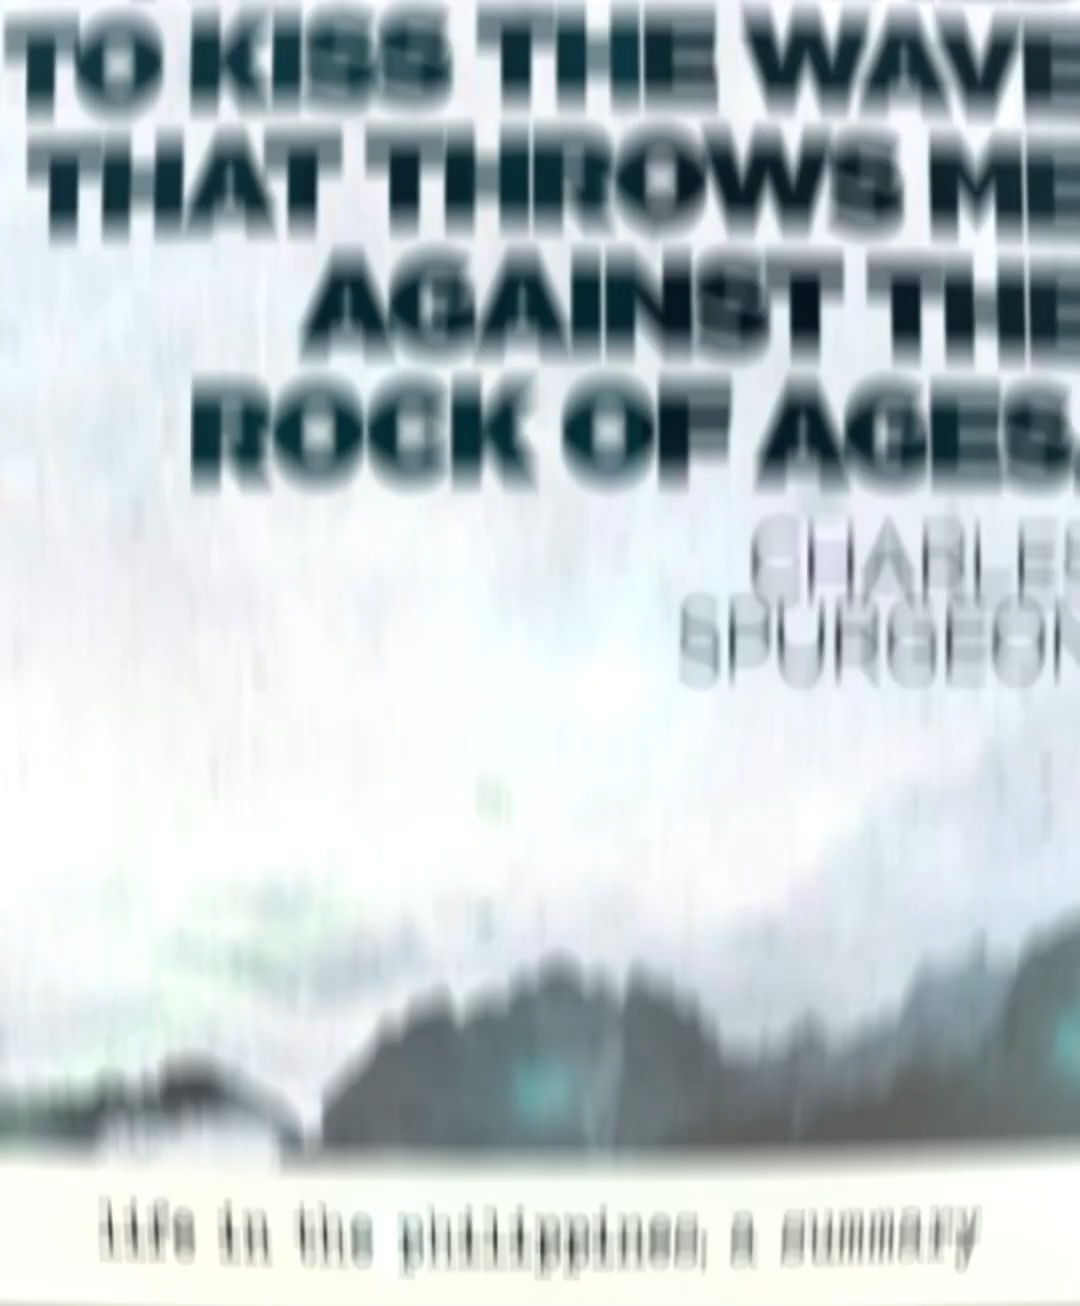 TO KISS THE WAVE
THAT THROWS ME
AGAINST THE
ROCK OF AGES.
CHARLES
SPURGEON
life in the philippines, a summary